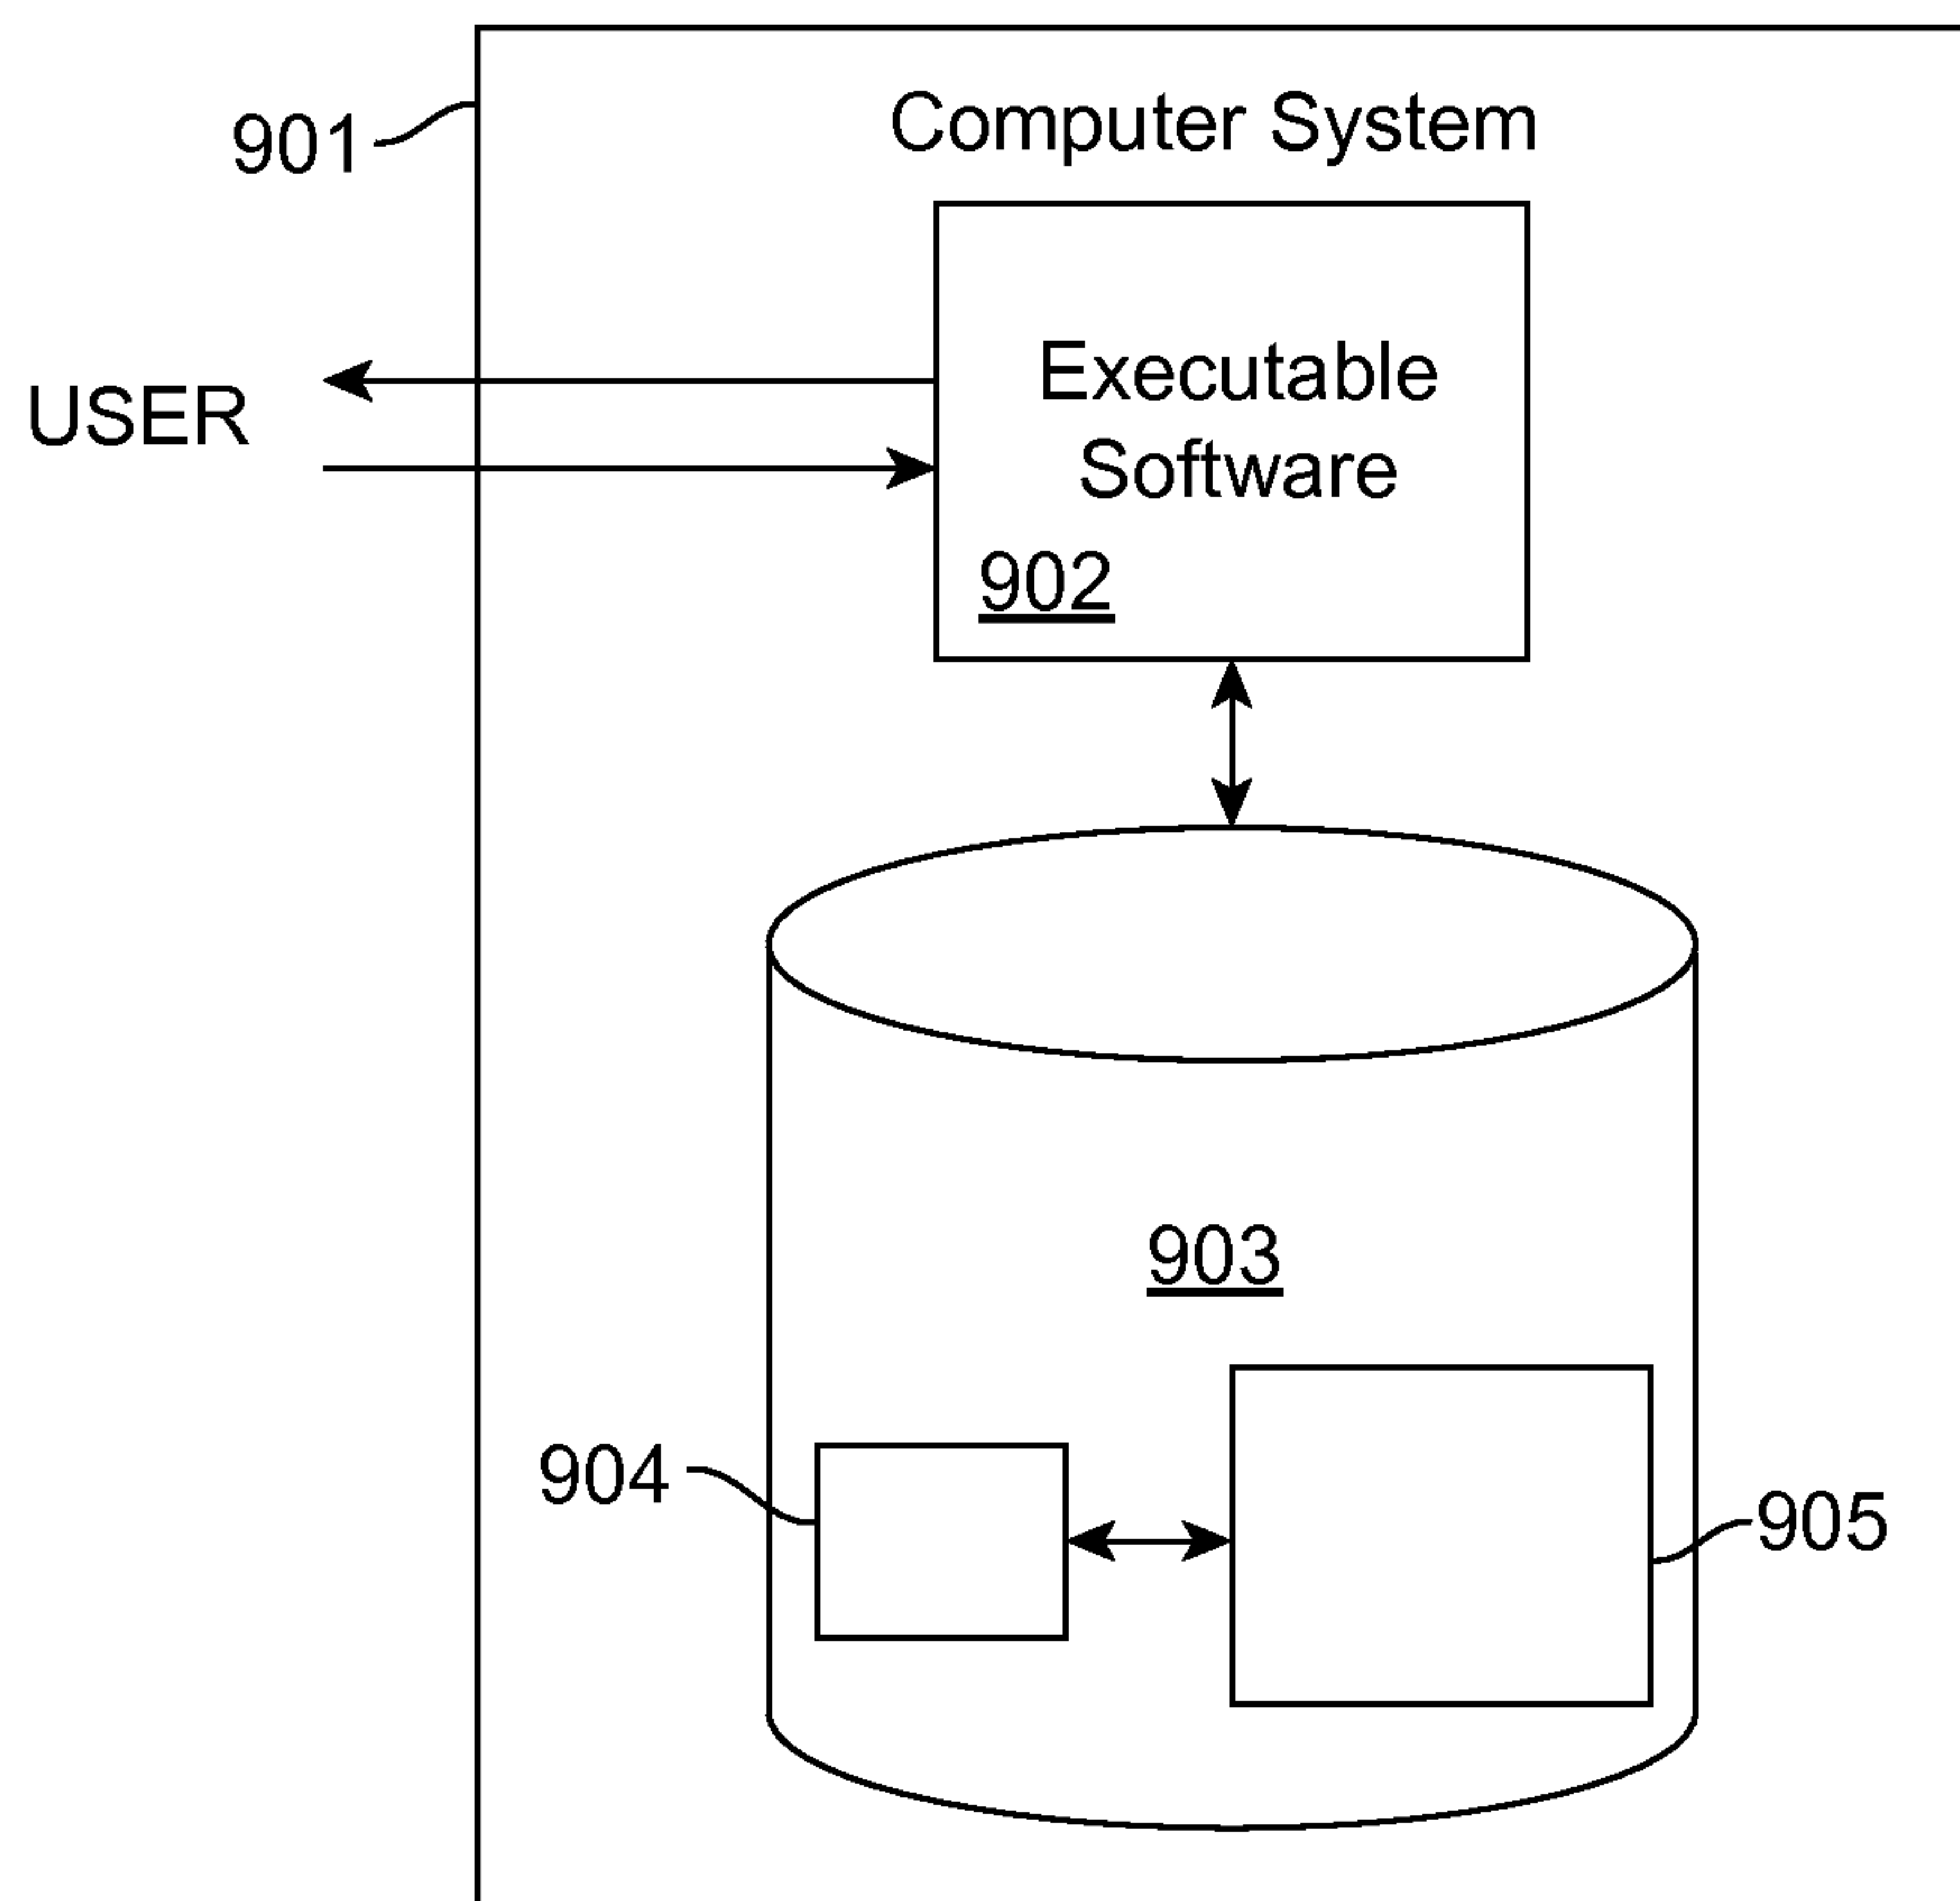 Computer System
901
Executable
Software
USER
902
903
904
905